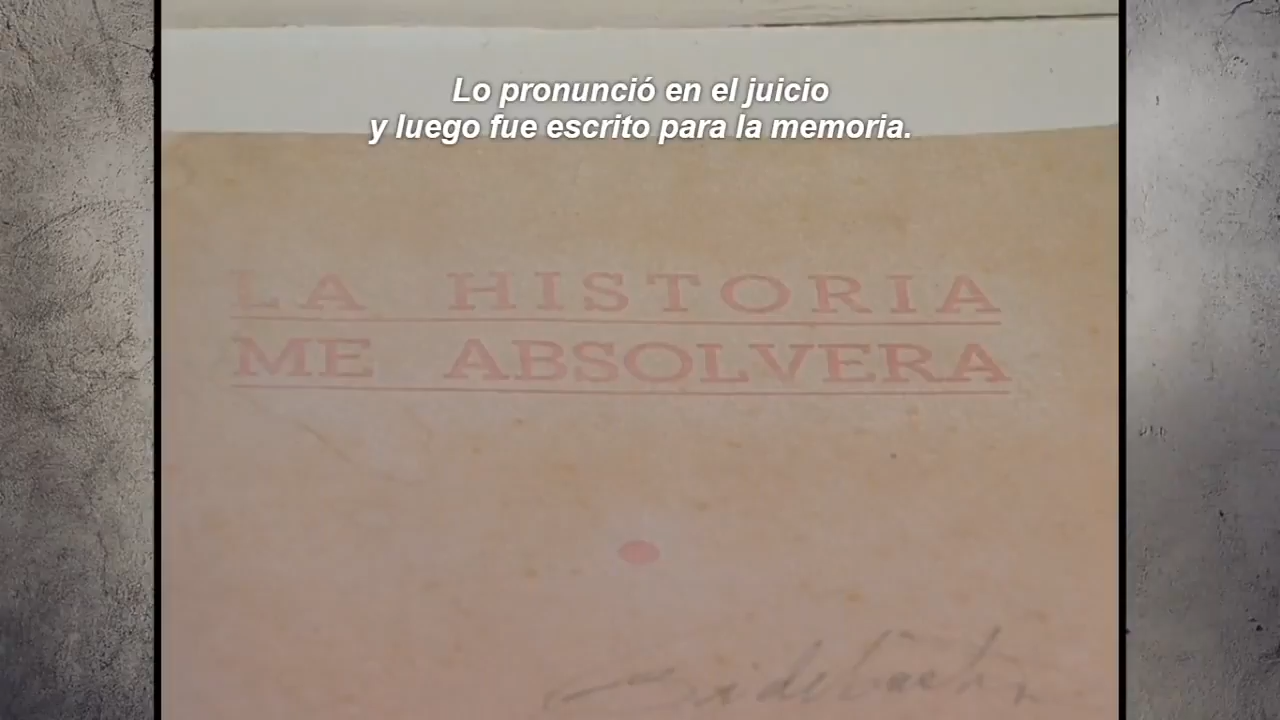 Lo pronunció en el juicio
y luego fue escrito para la memoria.
LA HISTORIA
ME ABSOLVERA